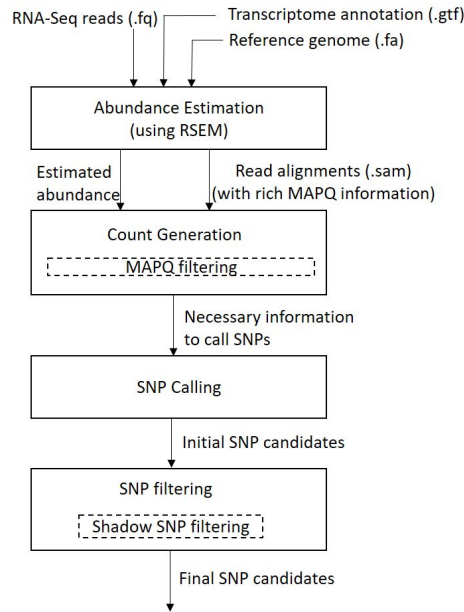 RNA-Seq reads (.fq)
Transcriptome annotation (.gtf)
Reference genome (.fa)
Abundance Estimation
(using RSEM)
Estimated
abundance
Read alignments (.sam)
(with rich MAPQ information)
Count Generation
MAPQ filtering
Necessary information
to call SNPs
SNP Calling
Initial SNP candidates
SNP filtering
Shadow SNP filtering
Final SNP candidates